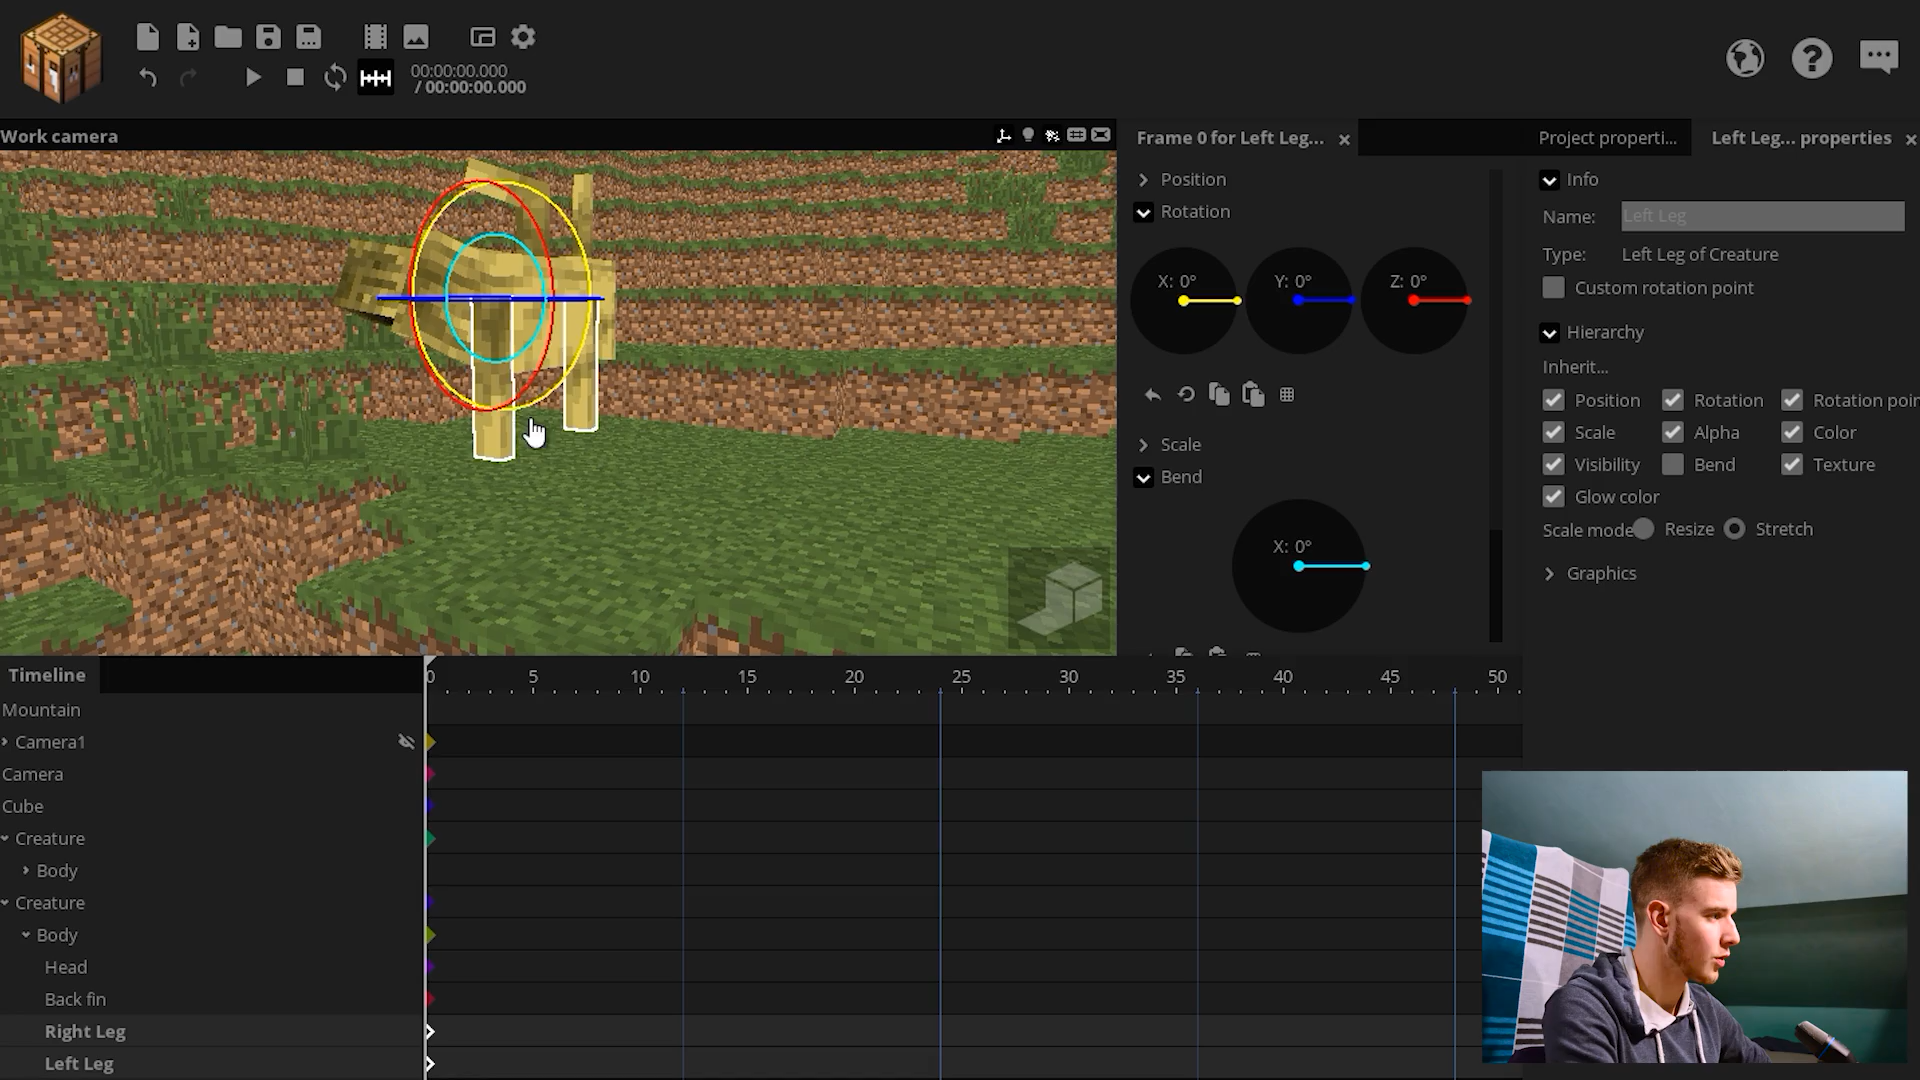 00:00:00.000
/ 00:00:00.000
Work camera
Frame 0 for Left Leg...
Project properti...
Left Leg... properties
Position
Rotation
X: 0°
Y: 0°
Z: 0°
Scale
Bend
X: 0°
Info
Name:
Left Leg
Type:
Left Leg of Creature
Custom rotation point
Hierarchy
Inherit...
Position
Rotation
Rotation poin
Scale
Alpha
Color
Visibility
Bend
Texture
Glow color
Scale mode
Resize
Stretch
Graphics
Timeline
0 5 10 15 20 25 30 35 40 45 50
Mountain
Camera1
Camera
Cube
Creature
Body
Creature
Body
Head
Back fin
Right Leg
Left Leg